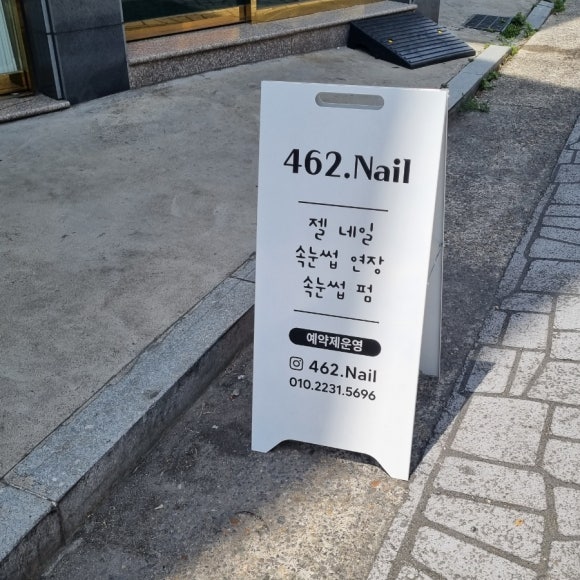 462.Nail
젤 네일
속눈썹 연장
속눈썹 펌
예약제운영
462.Nail
010.2231.5696